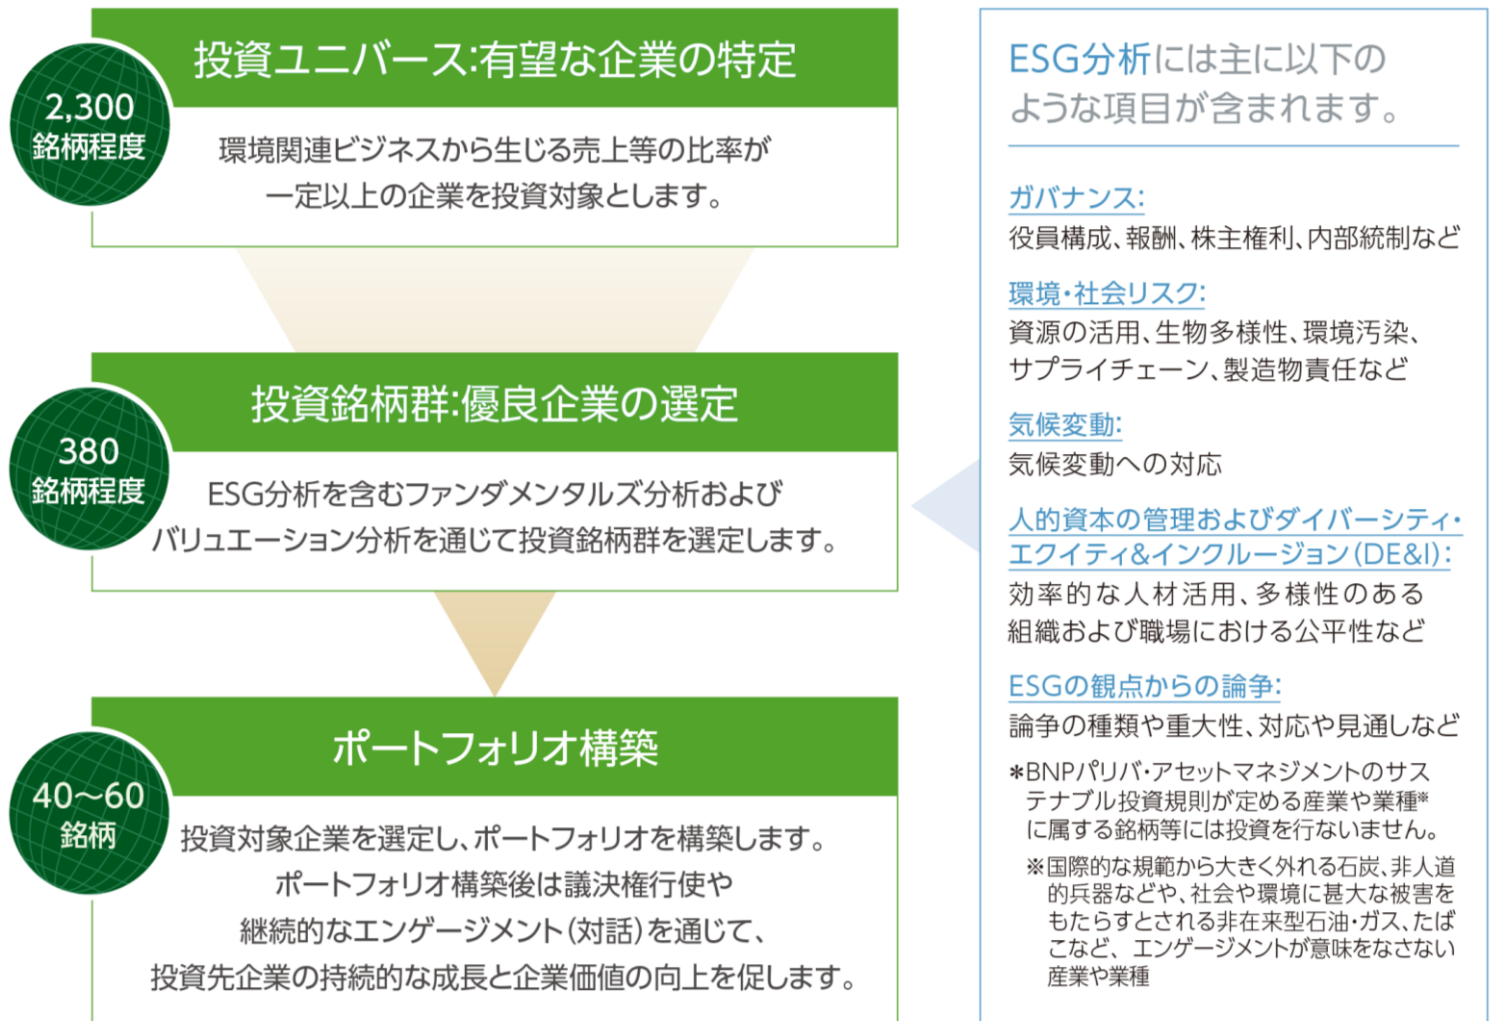 投資ユニバース:有望な企業の特定
2,300
銘柄程度
環境関連ビジネスから生じる売上等の比率が
一定以上の企業を投資対象とします。
投資銘柄群:優良企業の選定
380
銘柄程度
ESG分析を含むファンダメンタルズ分析および
バリュエーション分析を通じて投資銘柄群を選定します。
ポートフォリオ構築
40～60
銘柄
投資対象企業を選定し、ポートフォリオを構築します。
ポートフォリオ構築後は議決権行使や
継続的なエンゲージメント(対話)を通じて、
投資先企業の持続的な成長と企業価値の向上を促します。
ESG分析には主に以下の
ような項目が含まれます。
ガバナンス:
役員構成、報酬、株主権利、内部統制など
環境・社会リスク:
資源の活用、生物多様性、環境汚染、
サプライチェーン、製造物責任など
気候変動:
気候変動への対応
人的資本の管理およびダイバーシティ・
エクイティ&インクルージョン(DE&I):
効率的な人材活用、多様性のある
組織および職場における公平性など
ESGの観点からの論争:
論争の種類や重大性、対応や見通しなど
*BNPパリバ・アセットマネジメントのサス
テナブル投資規則が定める産業や業種※
に属する銘柄等には投資を行ないません。
※国際的な規範から大きく外れる石炭、非人道
的兵器などや、社会や環境に甚大な被害を
もたらすとされる非在来型石油・ガス、たば
こなど、エンゲージメントが意味をなさない
産業や業種